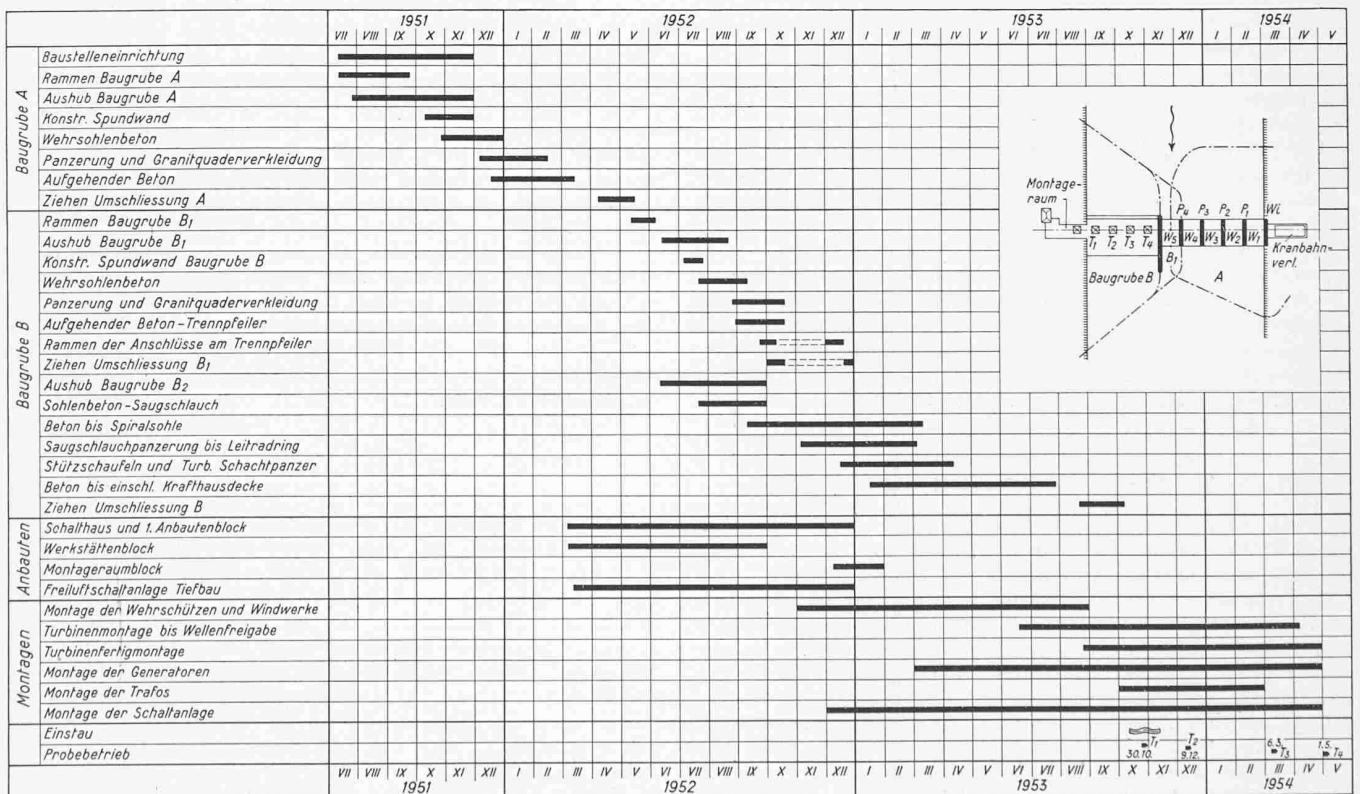 1951 1952 1953 1954
VII VIII IX X XI XII I II III IV V VI VII VIII IX X XI XII I II III IV V VI VII VIII IX X XI XII I II III IV V
Baugrube A
Baustelleneinrichtung
Rammen Baugrube A
Aushub Baugrube A
Konstr. Spundwand
Wehrsohlenbeton
Panzerung und Granitquaderverkleidung
Aufgehender Beton
Ziehen Umschliessung A
Baugrube B
Rammen Baugrube B1
Aushub Baugrube B1
Konstr. Spundwand Baugrube B
Wehrsohlenbeton
Panzerung und Granitquaderverkleidung
Aufgehender Beton-Trennpfeiler
Rammen der Anschlüsse am Trennpfeiler
Ziehen Umschliessung B1
Aushub Baugrube B2
Sohlenbeton-Saugschlauch
Beton bis Spiralsohle
Saugschlauchpanzerung bis Leitradring
Stützschaufeln und Turb. Schachtpanzer
Beton bis einschl. Krafthausdecke
Ziehen Umschliessung B
Anbauten
Schalthaus und 1. Anbautenblock
Werkstättenblock
Montageraumblock
Freiluftschaltanlage Tiefbau
Montagen
Montage der Wehrschützen und Windwerke
Turbinenmontage bis Wellenfreigabe
Turbinenfertigmontage
Montage der Generatoren
Montage der Trafos
Montage der Schaltanlage
Einstau
Probebetrieb
30.10. T1
T2 9.12.
6.3. T3
1.5. T4
VII VIII IX X XI XII I II III IV V VI VII VIII IX X XI XII I II III IV V VI VII VIII IX X XI XII I II III IV V
1951 1952 1953 1954
Montage-
raum
P4 P3 P2 P1 Wi
T1 T2 T3 T4 W5 W4 W3 W2 W1
Kranbahn-
verl.
Baugrube B B1 A